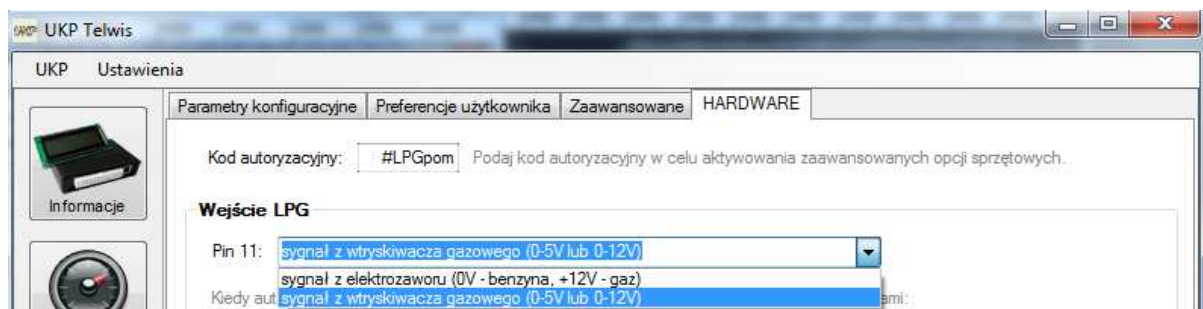 UKP Telwis
UKP Ustawienia
Parametry konfiguracyjne Preferencje użytkownika Zaawansowane HARDWARE
Kod autoryzacyjny: #LPGpom Podaj kod autoryzacyjny w celu aktywowania zaawansowanych opcji sprzętowych.
Informacje
Wejście LPG
Pin 11: sygnał z wtryskiwacza gazowego (0-5V lub 0-12V)
sygnał z elektrozaworu (0V - benzyna, +12V - gaz)
Kiedy aut sygnał z wtryskiwacza gazowego (0-5V lub 0-12V) ami: